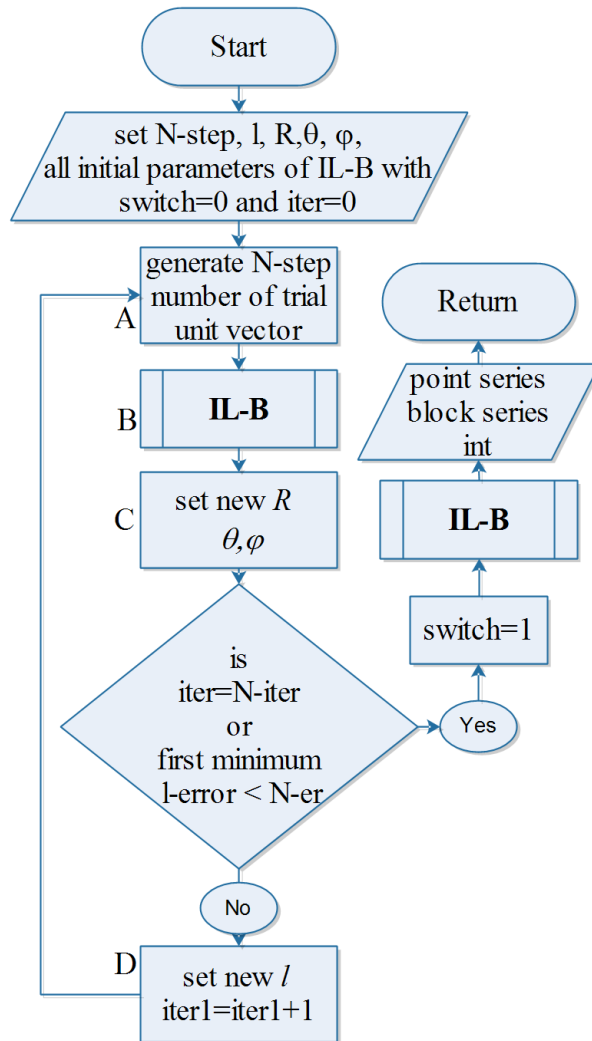 Start
set N-step, l, R,θ, φ,
all initial parameters of IL-B with
switch=0 and iter=0
A
generate N-step
number of trial
unit vector
B
IL-B
C
set new R
θ,φ
is
iter=N-iter
or
first minimum
l-error < N-er
No
D
set new l
iter1=iter1+1
Yes
switch=1
IL-B
point series
block series
int
Return